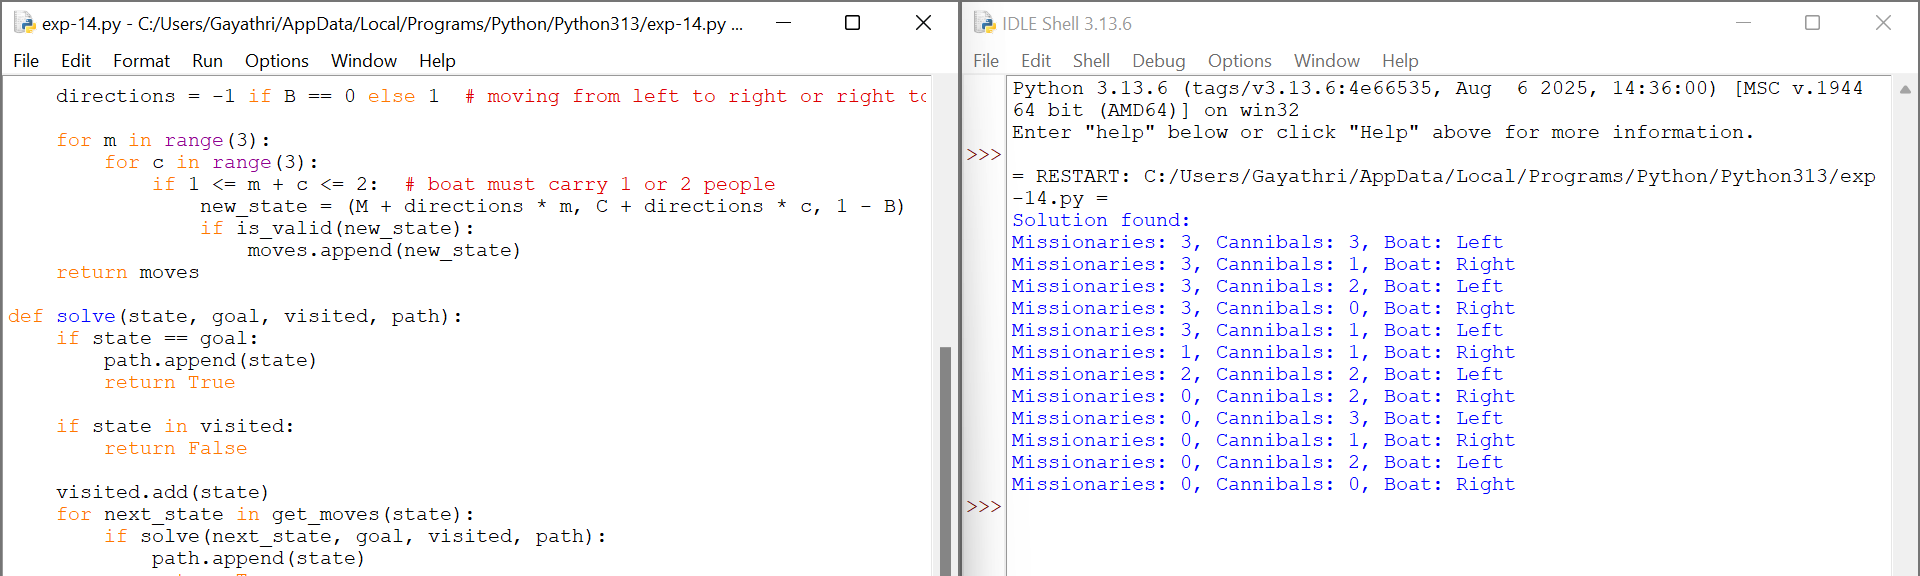 exp-14.py - C:/Users/Gayathri/AppData/Local/Programs/Python/Python313/exp-14.py ...
File Edit Format Run Options Window Help
    directions = -1 if B == 0 else 1  # moving from left to right or right to
    for m in range(3):
        for c in range(3):
            if 1 <= m + c <= 2:  # boat must carry 1 or 2 people
                new_state = (M + directions * m, C + directions * c, 1 - B)
                if is_valid(new_state):
                    moves.append(new_state)
    return moves
def solve(state, goal, visited, path):
    if state == goal:
        path.append(state)
        return True
    if state in visited:
        return False
    visited.add(state)
    for next_state in get_moves(state):
        if solve(next_state, goal, visited, path):
            path.append(state)
IDLE Shell 3.13.6
File Edit Shell Debug Options Window Help
Python 3.13.6 (tags/v3.13.6:4e66535, Aug  6 2025, 14:36:00) [MSC v.1944
64 bit (AMD64)] on win32
Enter "help" below or click "Help" above for more information.
>>>
= RESTART: C:/Users/Gayathri/AppData/Local/Programs/Python/Python313/exp
-14.py =
Solution found:
Missionaries: 3, Cannibals: 3, Boat: Left
Missionaries: 3, Cannibals: 1, Boat: Right
Missionaries: 3, Cannibals: 2, Boat: Left
Missionaries: 3, Cannibals: 0, Boat: Right
Missionaries: 3, Cannibals: 1, Boat: Left
Missionaries: 1, Cannibals: 1, Boat: Right
Missionaries: 2, Cannibals: 2, Boat: Left
Missionaries: 0, Cannibals: 2, Boat: Right
Missionaries: 0, Cannibals: 3, Boat: Left
Missionaries: 0, Cannibals: 1, Boat: Right
Missionaries: 0, Cannibals: 2, Boat: Left
Missionaries: 0, Cannibals: 0, Boat: Right
>>>